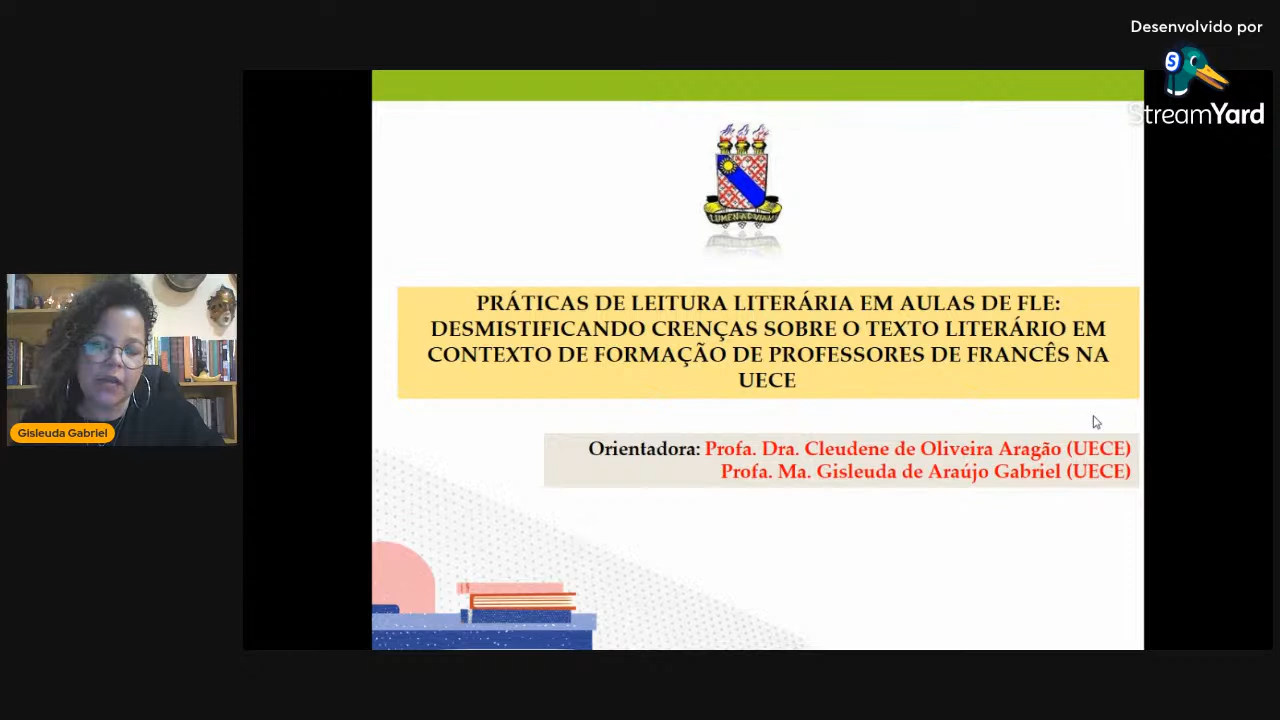 Desenvolvido por
StreamYard
LUMEN AD VIAM
PRÁTICAS DE LEITURA LITERÁRIA EM AULAS DE FLE:
DESMISTIFICANDO CRENÇAS SOBRE O TEXTO LITERÁRIO EM
CONTEXTO DE FORMAÇÃO DE PROFESSORES DE FRANCÊS NA
UECE
Orientadora: Profa. Dra. Cleudene de Oliveira Aragão (UECE)
Profa. Ma. Gisleuda de Araújo Gabriel (UECE)
VAN GOGH
Gisleuda Gabriel